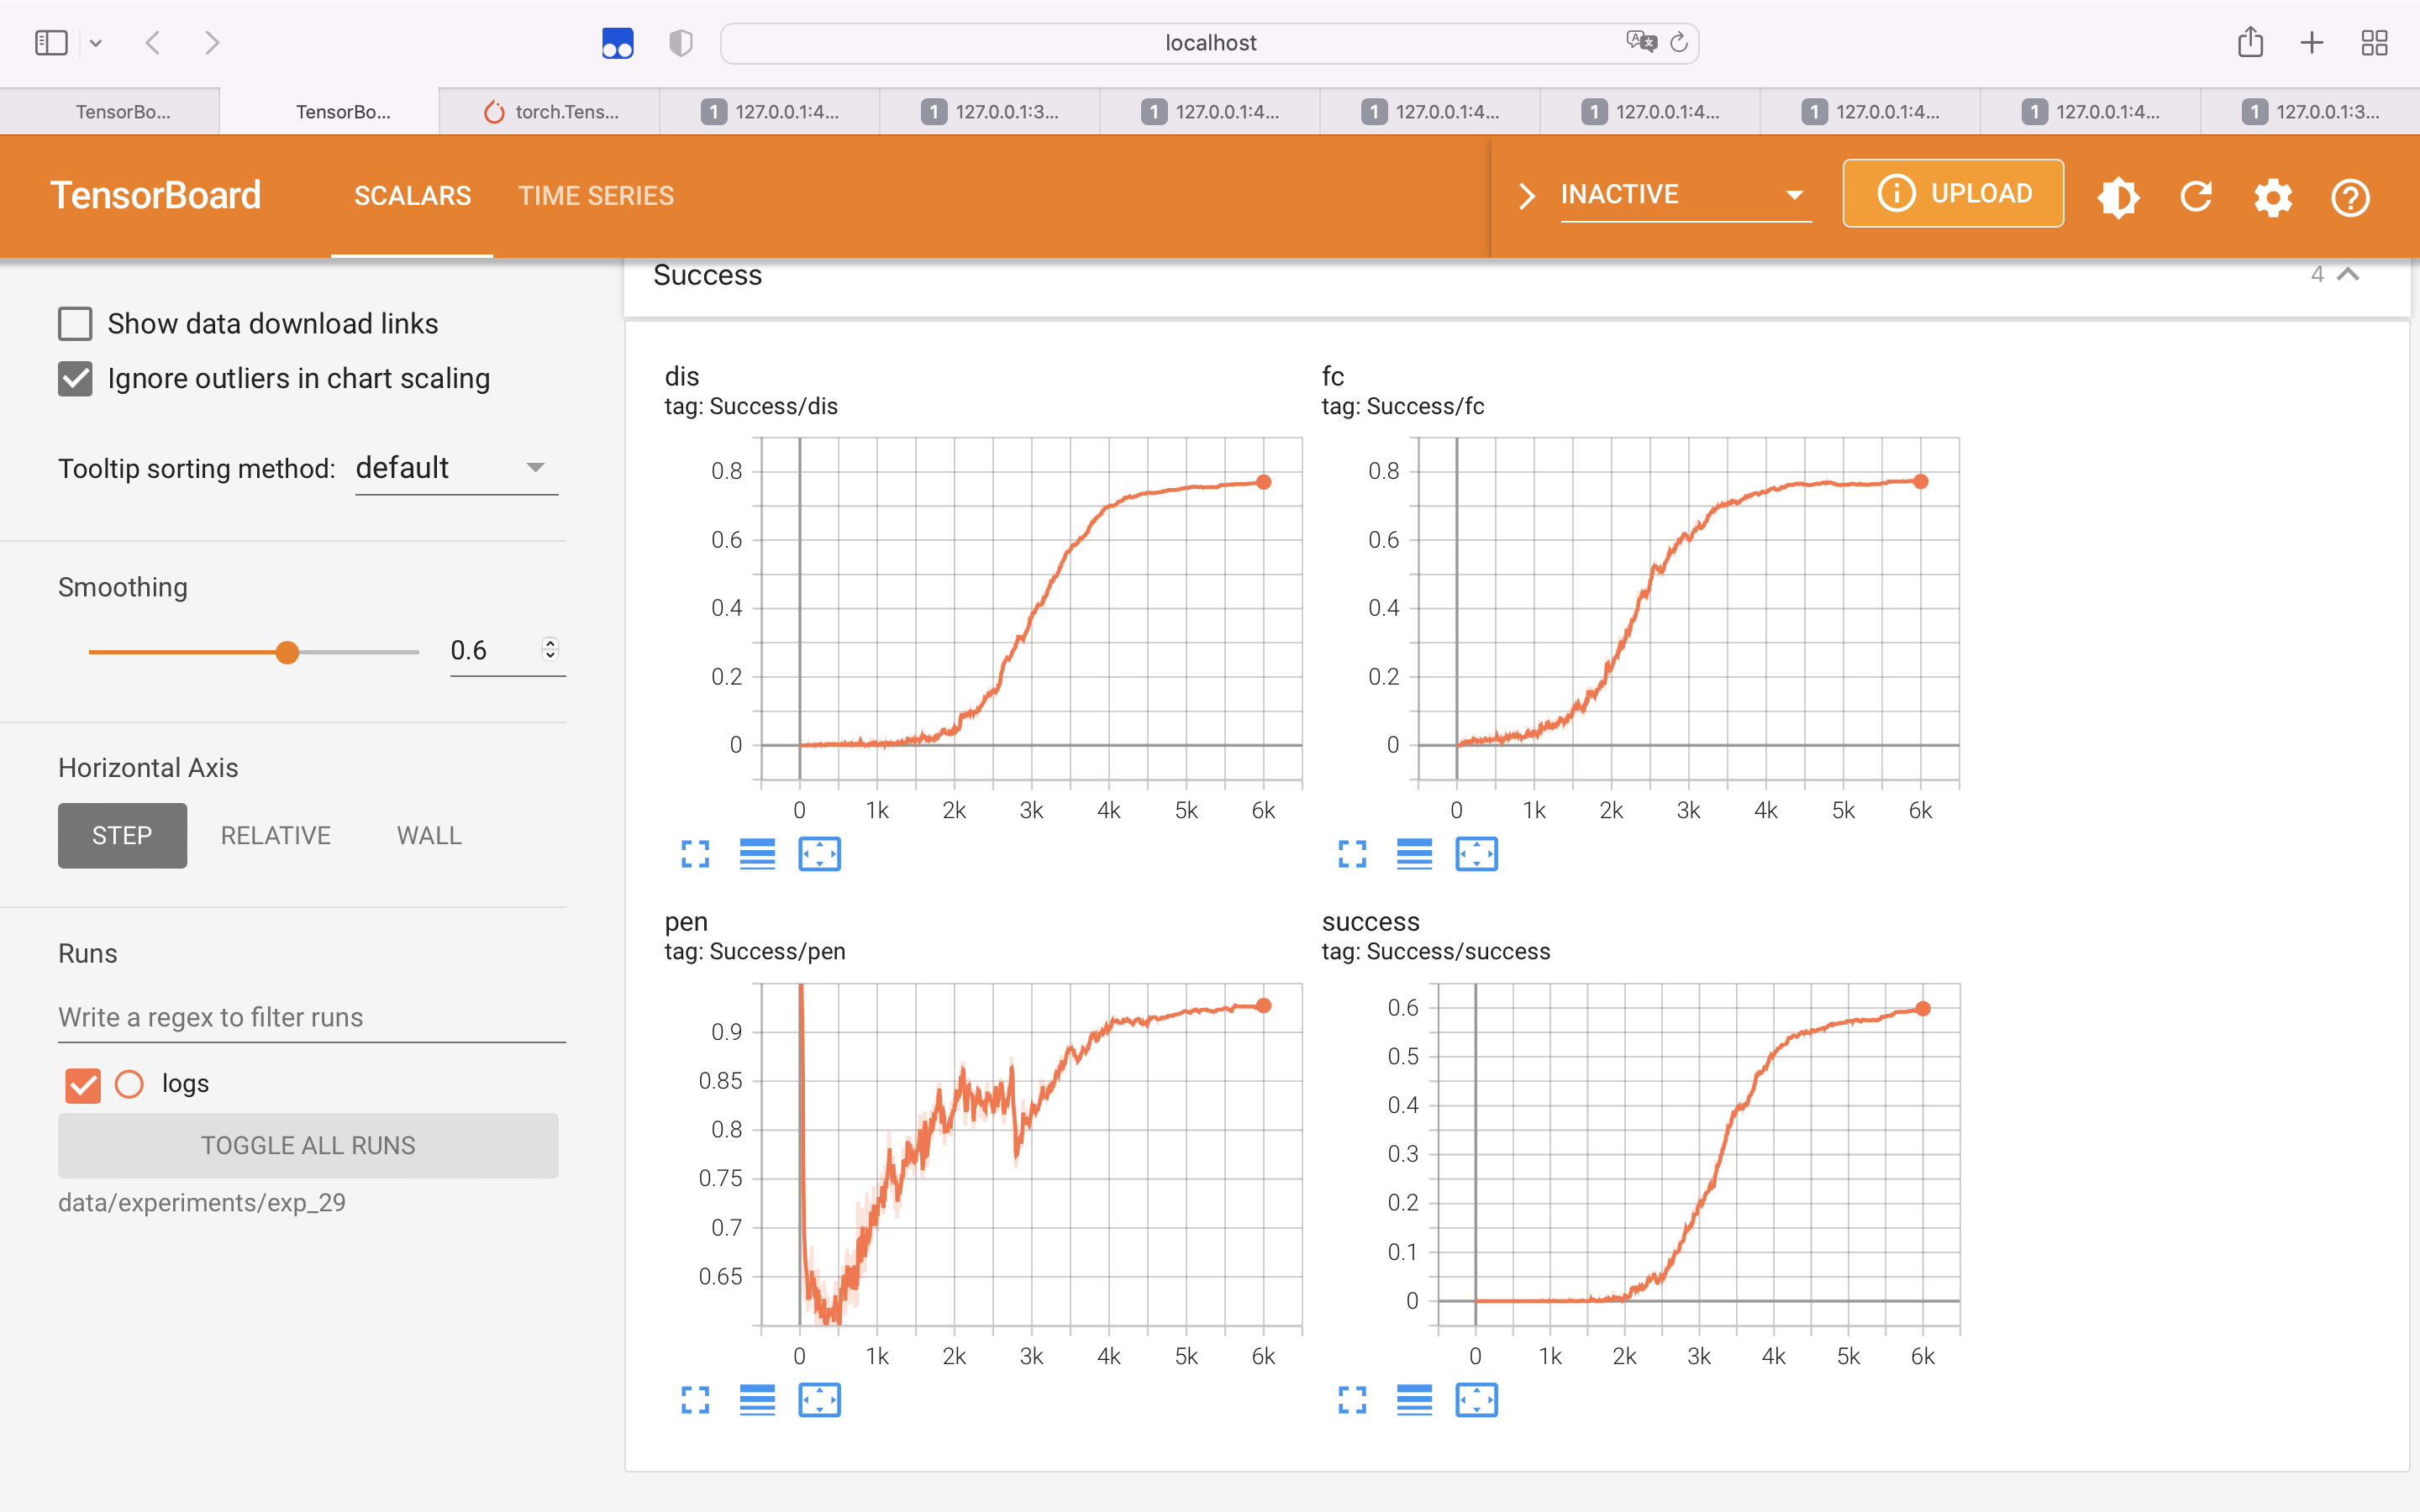 localhost
TensorBo...
TensorBo...
torch.Tens...
1 127.0.0.1:4...
1 127.0.0.1:3...
1 127.0.0.1:4...
1 127.0.0.1:4...
1 127.0.0.1:4...
1 127.0.0.1:4...
1 127.0.0.1:4...
1 127.0.0.1:3...
TensorBoard
SCALARS
TIME SERIES
INACTIVE
UPLOAD
Show data download links
Ignore outliers in chart scaling
Tooltip sorting method: default
Smoothing
0.6
Horizontal Axis
STEP
RELATIVE
WALL
Runs
Write a regex to filter runs
logs
TOGGLE ALL RUNS
data/experiments/exp_29
Success
4
dis
tag: Success/dis
0.8
0.6
0.4
0.2
0
0 1k 2k 3k 4k 5k 6k
fc
tag: Success/fc
0.8
0.6
0.4
0.2
0
0 1k 2k 3k 4k 5k 6k
pen
tag: Success/pen
0.9
0.85
0.8
0.75
0.7
0.65
0 1k 2k 3k 4k 5k 6k
success
tag: Success/success
0.6
0.5
0.4
0.3
0.2
0.1
0
0 1k 2k 3k 4k 5k 6k